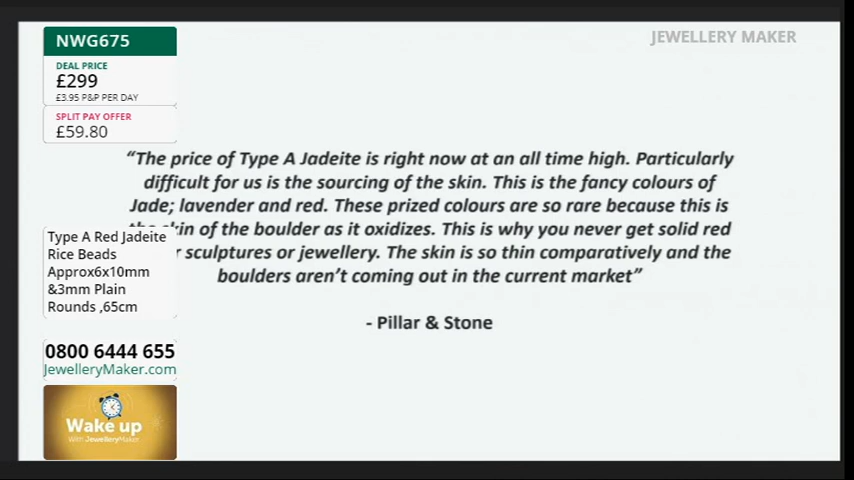 NWG675
DEAL PRICE
£299
£3.95 P&P PER DAY
SPLIT PAY OFFER
£59.80
JEWELLERY MAKER
“The price of Type A Jadeite is right now at an all time high. Particularly
difficult for us is the sourcing of the skin. This is the fancy colours of
Jade; lavender and red. These prized colours are so rare because this is
skin of the boulder as it oxidizes. This is why you never get solid red
sculptures or jewellery. The skin is so thin comparatively and the
boulders aren’t coming out in the current market”
- Pillar & Stone
Type A Red Jadeite
Rice Beads
Approx6x10mm
&3mm Plain
Rounds ,65cm
0800 6444 655
JewelleryMaker.com
Wake up
With JewelleryMaker